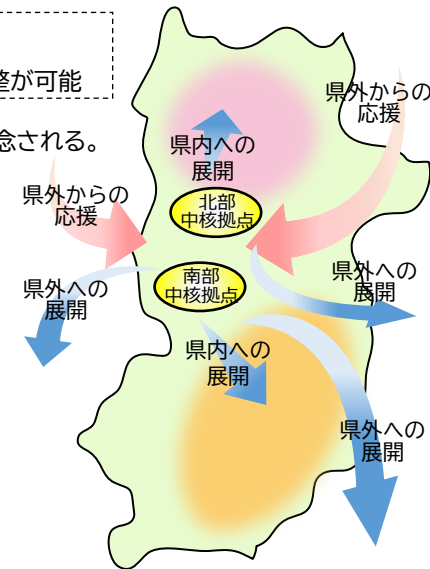 整が可能
念される。
県外からの
応援
県内への
展開
県外からの
応援
北部
中核拠点
南部
中核拠点
県外への
展開
県外への
展開
県内への
展開
県外への
展開